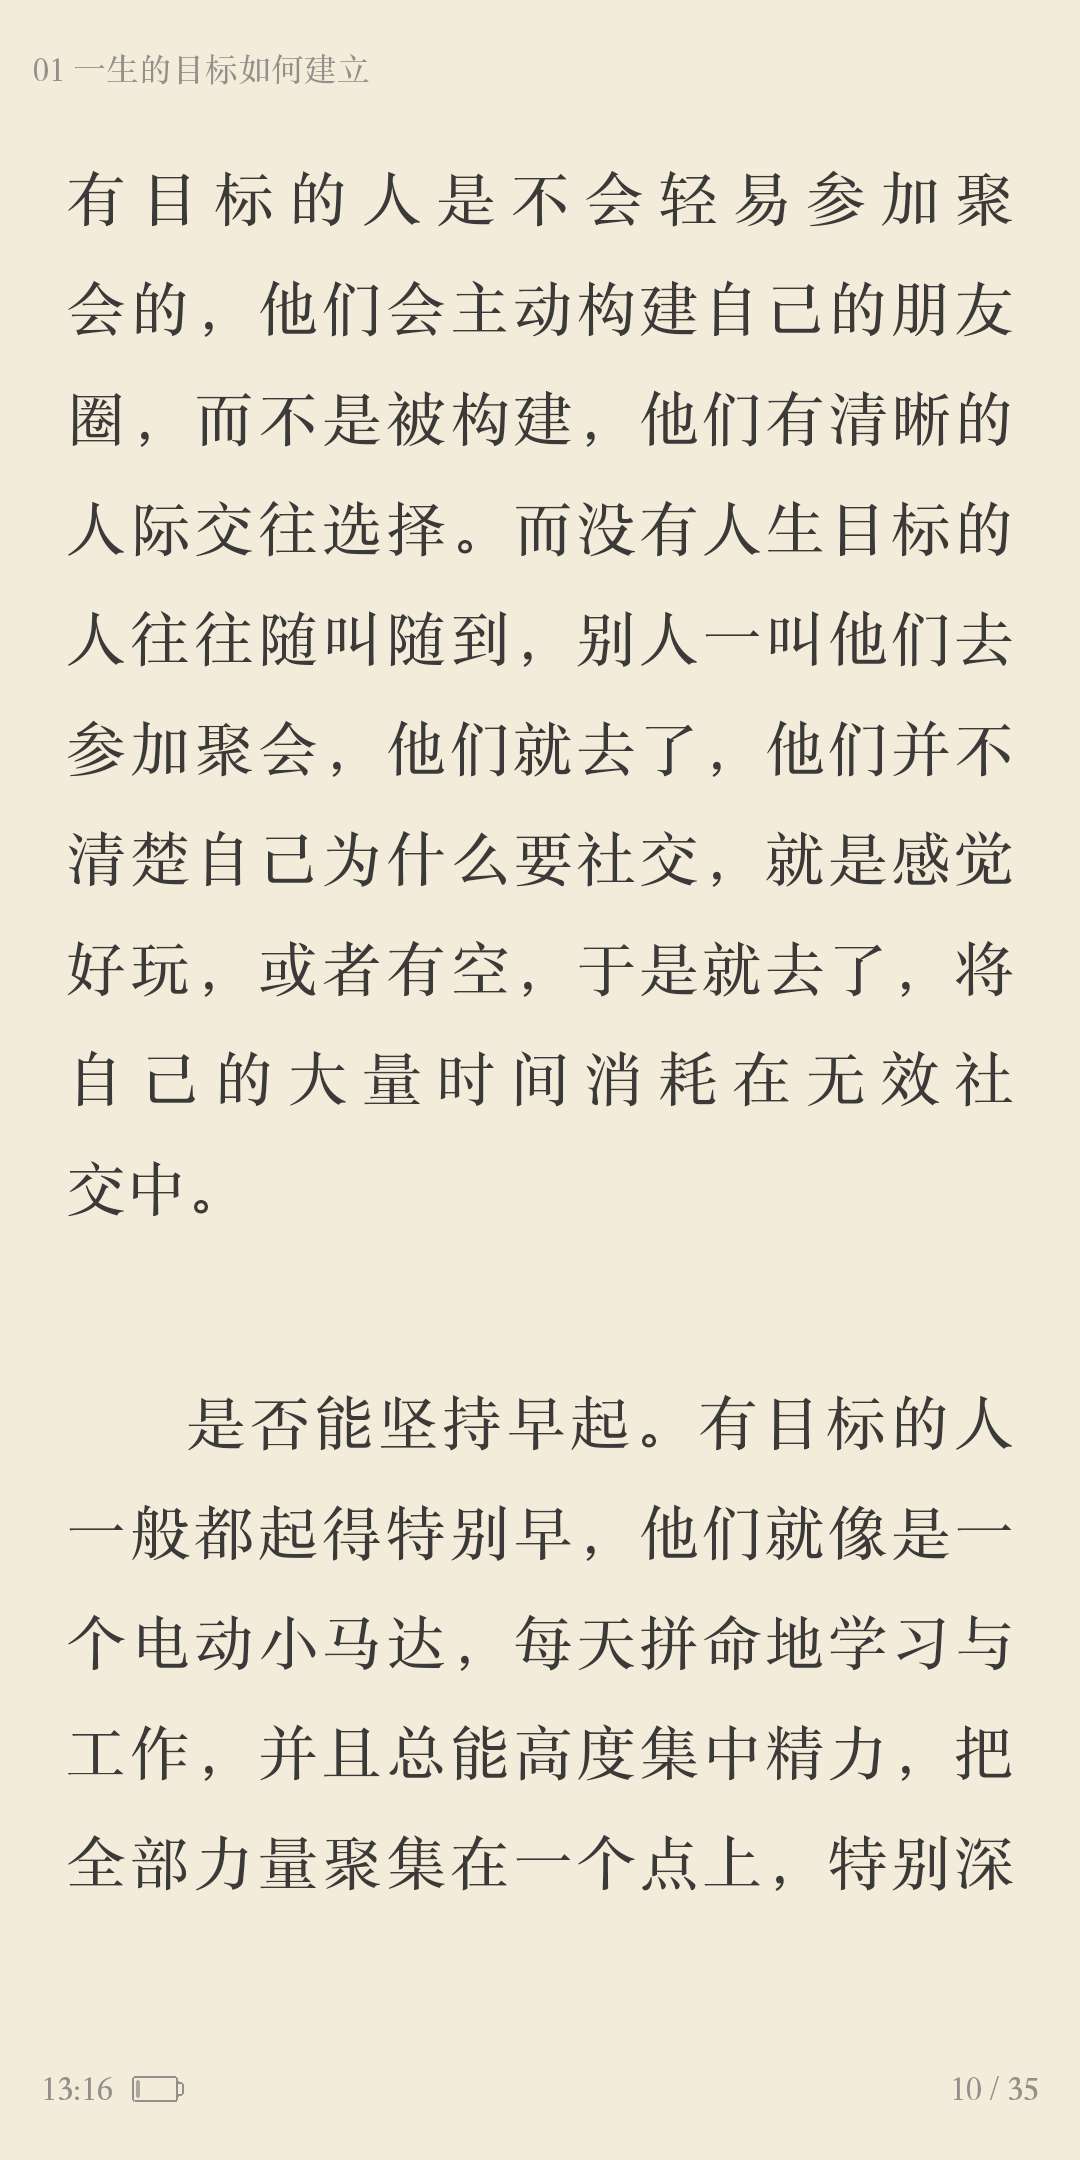 01 一生的目标如何建立
有目标的人是不会轻易参加聚
会的，他们会主动构建自己的朋友
圈，而不是被构建，他们有清晰的
人际交往选择。而没有人生目标的
人往往随叫随到，别人一叫他们去
参加聚会，他们就去了，他们并不
清楚自己为什么要社交，就是感觉
好玩，或者有空，于是就去了，将
自己的大量时间消耗在无效社
交中。
是否能坚持早起。有目标的人
一般都起得特别早，他们就像是一
个电动小马达，每天拼命地学习与
工作，并且总能高度集中精力，把
全部力量聚集在一个点上，特别深
13:16
10 / 35